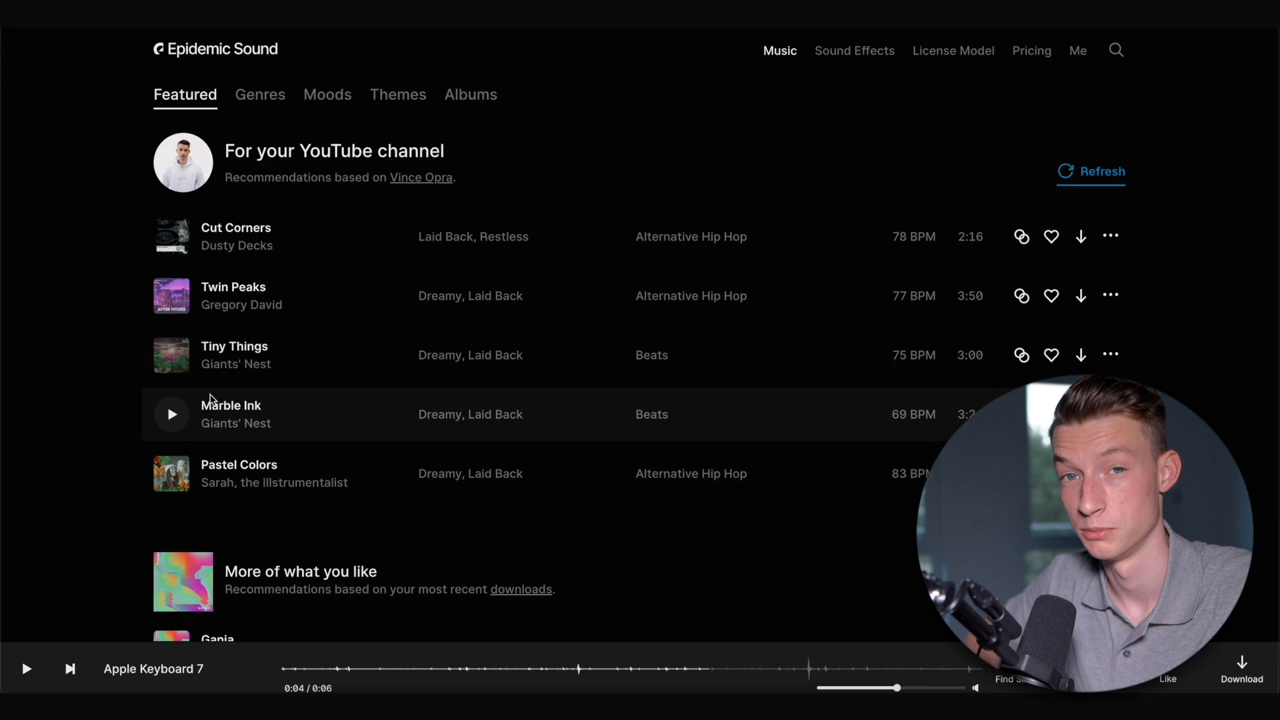 Epidemic Sound
Music Sound Effects License Model Pricing Me
Featured Genres Moods Themes Albums
For your YouTube channel
Recommendations based on Vince Opra.
Refresh
Cut Corners
Dusty Decks
Laid Back, Restless
Alternative Hip Hop
78 BPM
2:16
Twin Peaks
Gregory David
Dreamy, Laid Back
Alternative Hip Hop
77 BPM
3:50
Tiny Things
Giants' Nest
Dreamy, Laid Back
Beats
75 BPM
3:00
Marble Ink
Giants' Nest
Dreamy, Laid Back
Beats
69 BPM
Pastel Colors
Sarah, the Illstrumentalist
Dreamy, Laid Back
Alternative Hip Hop
83 BPM
More of what you like
Recommendations based on your most recent downloads.
Ganja
Apple Keyboard 7
0:04 / 0:06
Find
Like
Download